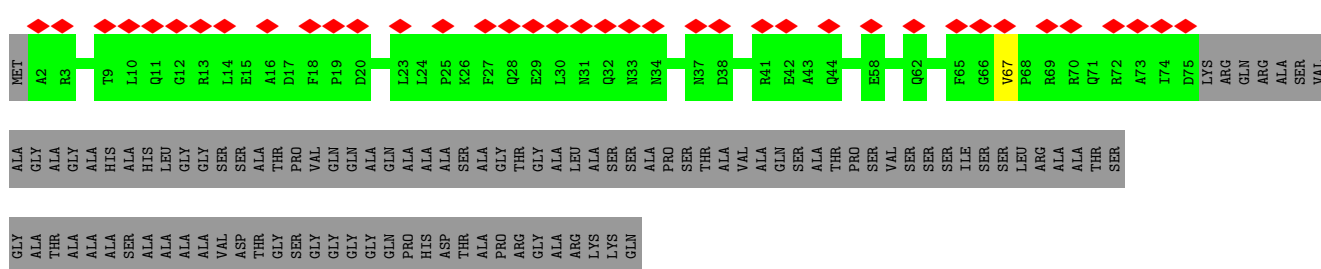 MET A2 R3 T9 L10 Q11 G12 R13 L14 E15 A16 D17 F18 P19 D20 L23 L24 P25 K26 F27 Q28 E29 L30 N31 Q32 N33 N34 N37 D38 R41 E42 A43 Q44 E58 Q62 F65 G66 V67 P68 R69 R70 Q71 R72 A73 I74 D75 LYS ARG GLN ARG ALA SER VAL
ALA GLY ALA GLY ALA HIS ALA HIS LEU GLY GLY SER SER ALA THR PRO VAL GLN GLN ALA GLN ALA ALA ALA SER ALA GLY THR GLY ALA LEU ALA SER SER ALA PRO SER THR ALA VAL ALA GLN SER ALA THR PRO SER VAL SER SER SER ILE SER SER LEU ARG ALA ALA THR SER
GLY ALA THR ALA ALA ALA SER ALA ALA ALA ALA VAL ASP THR GLY SER GLY GLY GLY GLY GLN PRO HIS ASP THR ALA PRO ARG GLY ALA ARG LYS LYS GLN